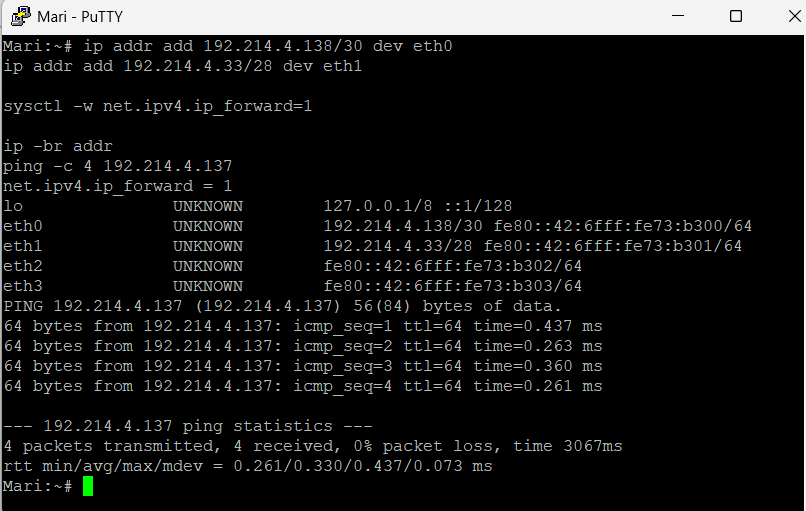 Mari - PuTTY
Mari:~# ip addr add 192.214.4.138/30 dev eth0
ip addr add 192.214.4.33/28 dev eth1

sysctl -w net.ipv4.ip_forward=1

ip -br addr
ping -c 4 192.214.4.137
net.ipv4.ip_forward = 1
lo               UNKNOWN        127.0.0.1/8 ::1/128
eth0             UNKNOWN        192.214.4.138/30 fe80::42:6fff:fe73:b300/64
eth1             UNKNOWN        192.214.4.33/28 fe80::42:6fff:fe73:b301/64
eth2             UNKNOWN        fe80::42:6fff:fe73:b302/64
eth3             UNKNOWN        fe80::42:6fff:fe73:b303/64
PING 192.214.4.137 (192.214.4.137) 56(84) bytes of data.
64 bytes from 192.214.4.137: icmp_seq=1 ttl=64 time=0.437 ms
64 bytes from 192.214.4.137: icmp_seq=2 ttl=64 time=0.263 ms
64 bytes from 192.214.4.137: icmp_seq=3 ttl=64 time=0.360 ms
64 bytes from 192.214.4.137: icmp_seq=4 ttl=64 time=0.261 ms

--- 192.214.4.137 ping statistics ---
4 packets transmitted, 4 received, 0% packet loss, time 3067ms
rtt min/avg/max/mdev = 0.261/0.330/0.437/0.073 ms
Mari:~#